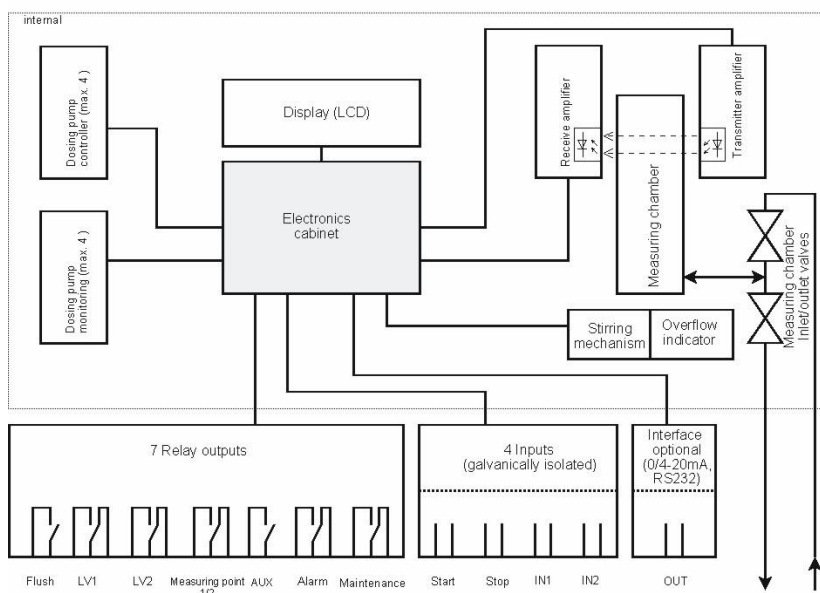 internal
Dosing pump
controller (max. 4 )
Display (LCD)
Receive amplifier
Transmitter amplifier
Measuring chamber
Electronics
cabinet
Dosing pump
monitoring (max. 4 )
Measuring chamber
Inlet/outlet valves
Stirring
mechanism
Overflow
indicator
7 Relay outputs
4 Inputs
(galvanically isolated)
Interface
optional
(0/4-20mA,
RS232)
Flush
LV1
LV2
Measuring point
1/2
AUX
Alarm
Maintenance
Start
Stop
IN1
IN2
OUT